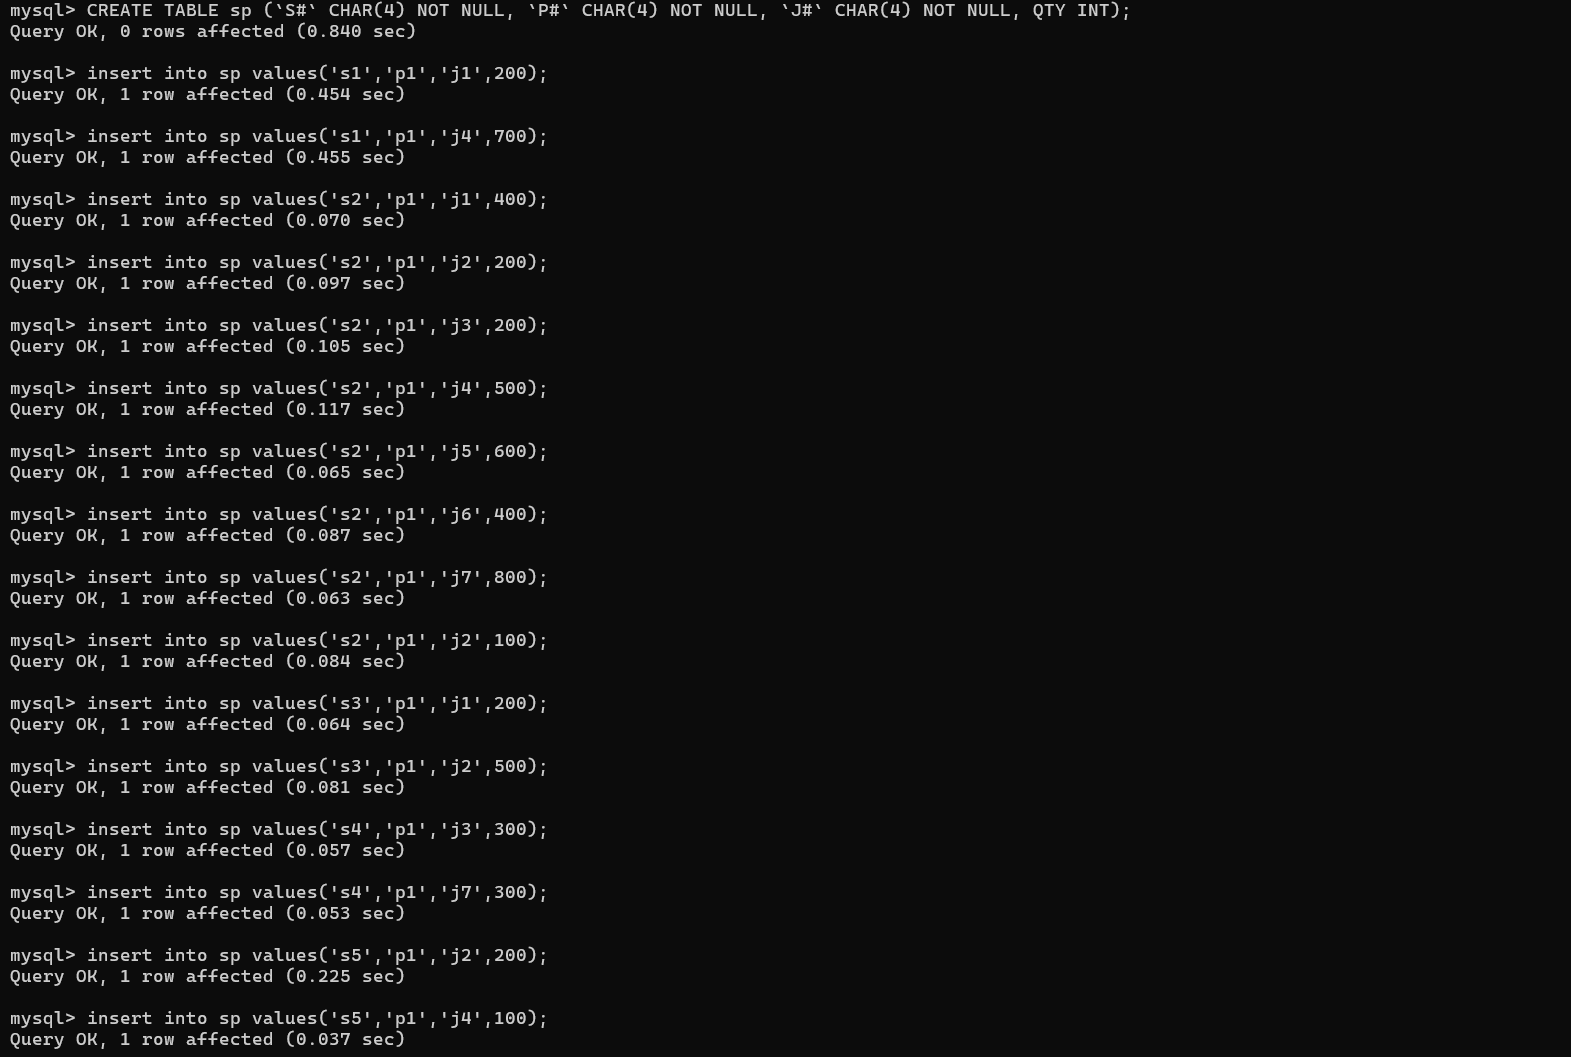 mysql> CREATE TABLE sp (`S#` CHAR(4) NOT NULL, `P#` CHAR(4) NOT NULL, `J#` CHAR(4) NOT NULL, QTY INT);
Query OK, 0 rows affected (0.840 sec)
mysql> insert into sp values('s1','p1','j1',200);
Query OK, 1 row affected (0.454 sec)
mysql> insert into sp values('s1','p1','j4',700);
Query OK, 1 row affected (0.455 sec)
mysql> insert into sp values('s2','p1','j1',400);
Query OK, 1 row affected (0.070 sec)
mysql> insert into sp values('s2','p1','j2',200);
Query OK, 1 row affected (0.097 sec)
mysql> insert into sp values('s2','p1','j3',200);
Query OK, 1 row affected (0.105 sec)
mysql> insert into sp values('s2','p1','j4',500);
Query OK, 1 row affected (0.117 sec)
mysql> insert into sp values('s2','p1','j5',600);
Query OK, 1 row affected (0.065 sec)
mysql> insert into sp values('s2','p1','j6',400);
Query OK, 1 row affected (0.087 sec)
mysql> insert into sp values('s2','p1','j7',800);
Query OK, 1 row affected (0.063 sec)
mysql> insert into sp values('s2','p1','j2',100);
Query OK, 1 row affected (0.084 sec)
mysql> insert into sp values('s3','p1','j1',200);
Query OK, 1 row affected (0.064 sec)
mysql> insert into sp values('s3','p1','j2',500);
Query OK, 1 row affected (0.081 sec)
mysql> insert into sp values('s4','p1','j3',300);
Query OK, 1 row affected (0.057 sec)
mysql> insert into sp values('s4','p1','j7',300);
Query OK, 1 row affected (0.053 sec)
mysql> insert into sp values('s5','p1','j2',200);
Query OK, 1 row affected (0.225 sec)
mysql> insert into sp values('s5','p1','j4',100);
Query OK, 1 row affected (0.037 sec)